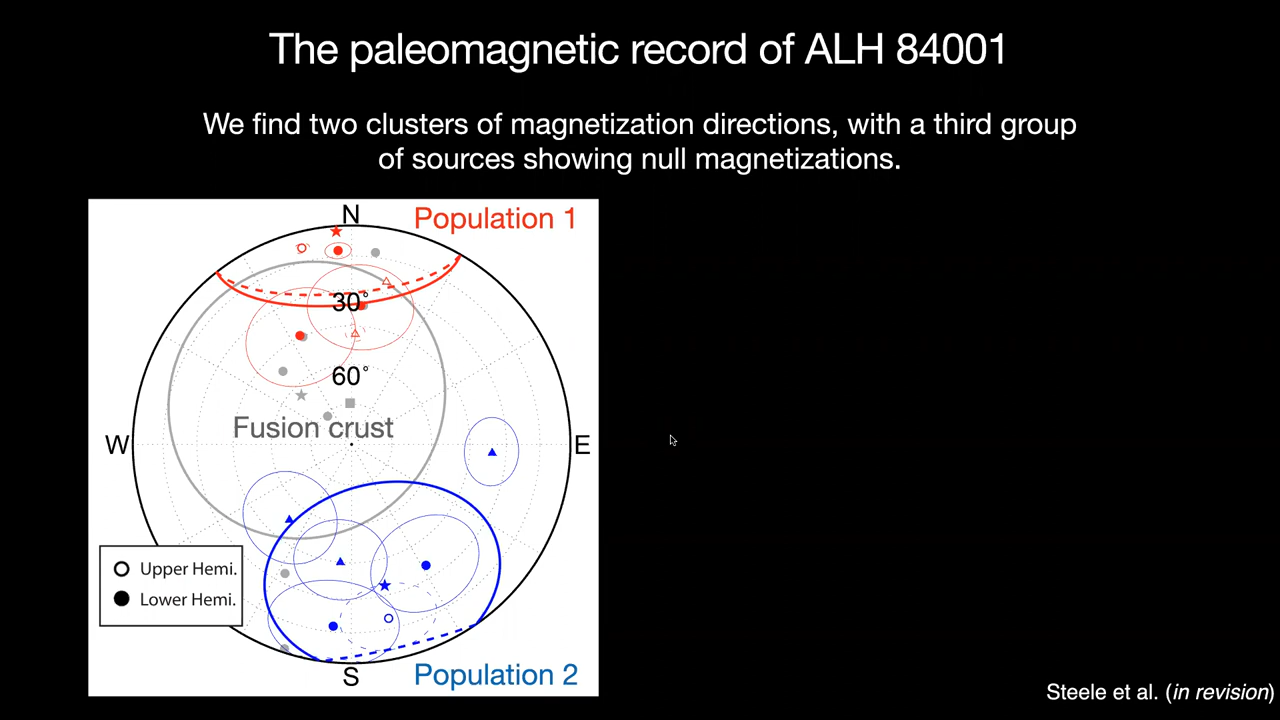 The paleomagnetic record of ALH 84001
We find two clusters of magnetization directions, with a third group
of sources showing null magnetizations.
N
Population 1
30°
60°
Fusion crust
W
E
Upper Hemi.
Lower Hemi.
S
Population 2
Steele et al. (in revision)